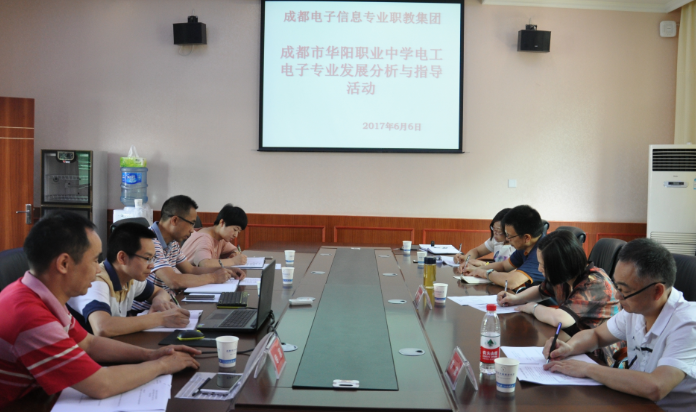 成都电子信息专业职教集团
成都市华阳职业中学电工
电子专业发展分析与指导
活动
2017年6月6日